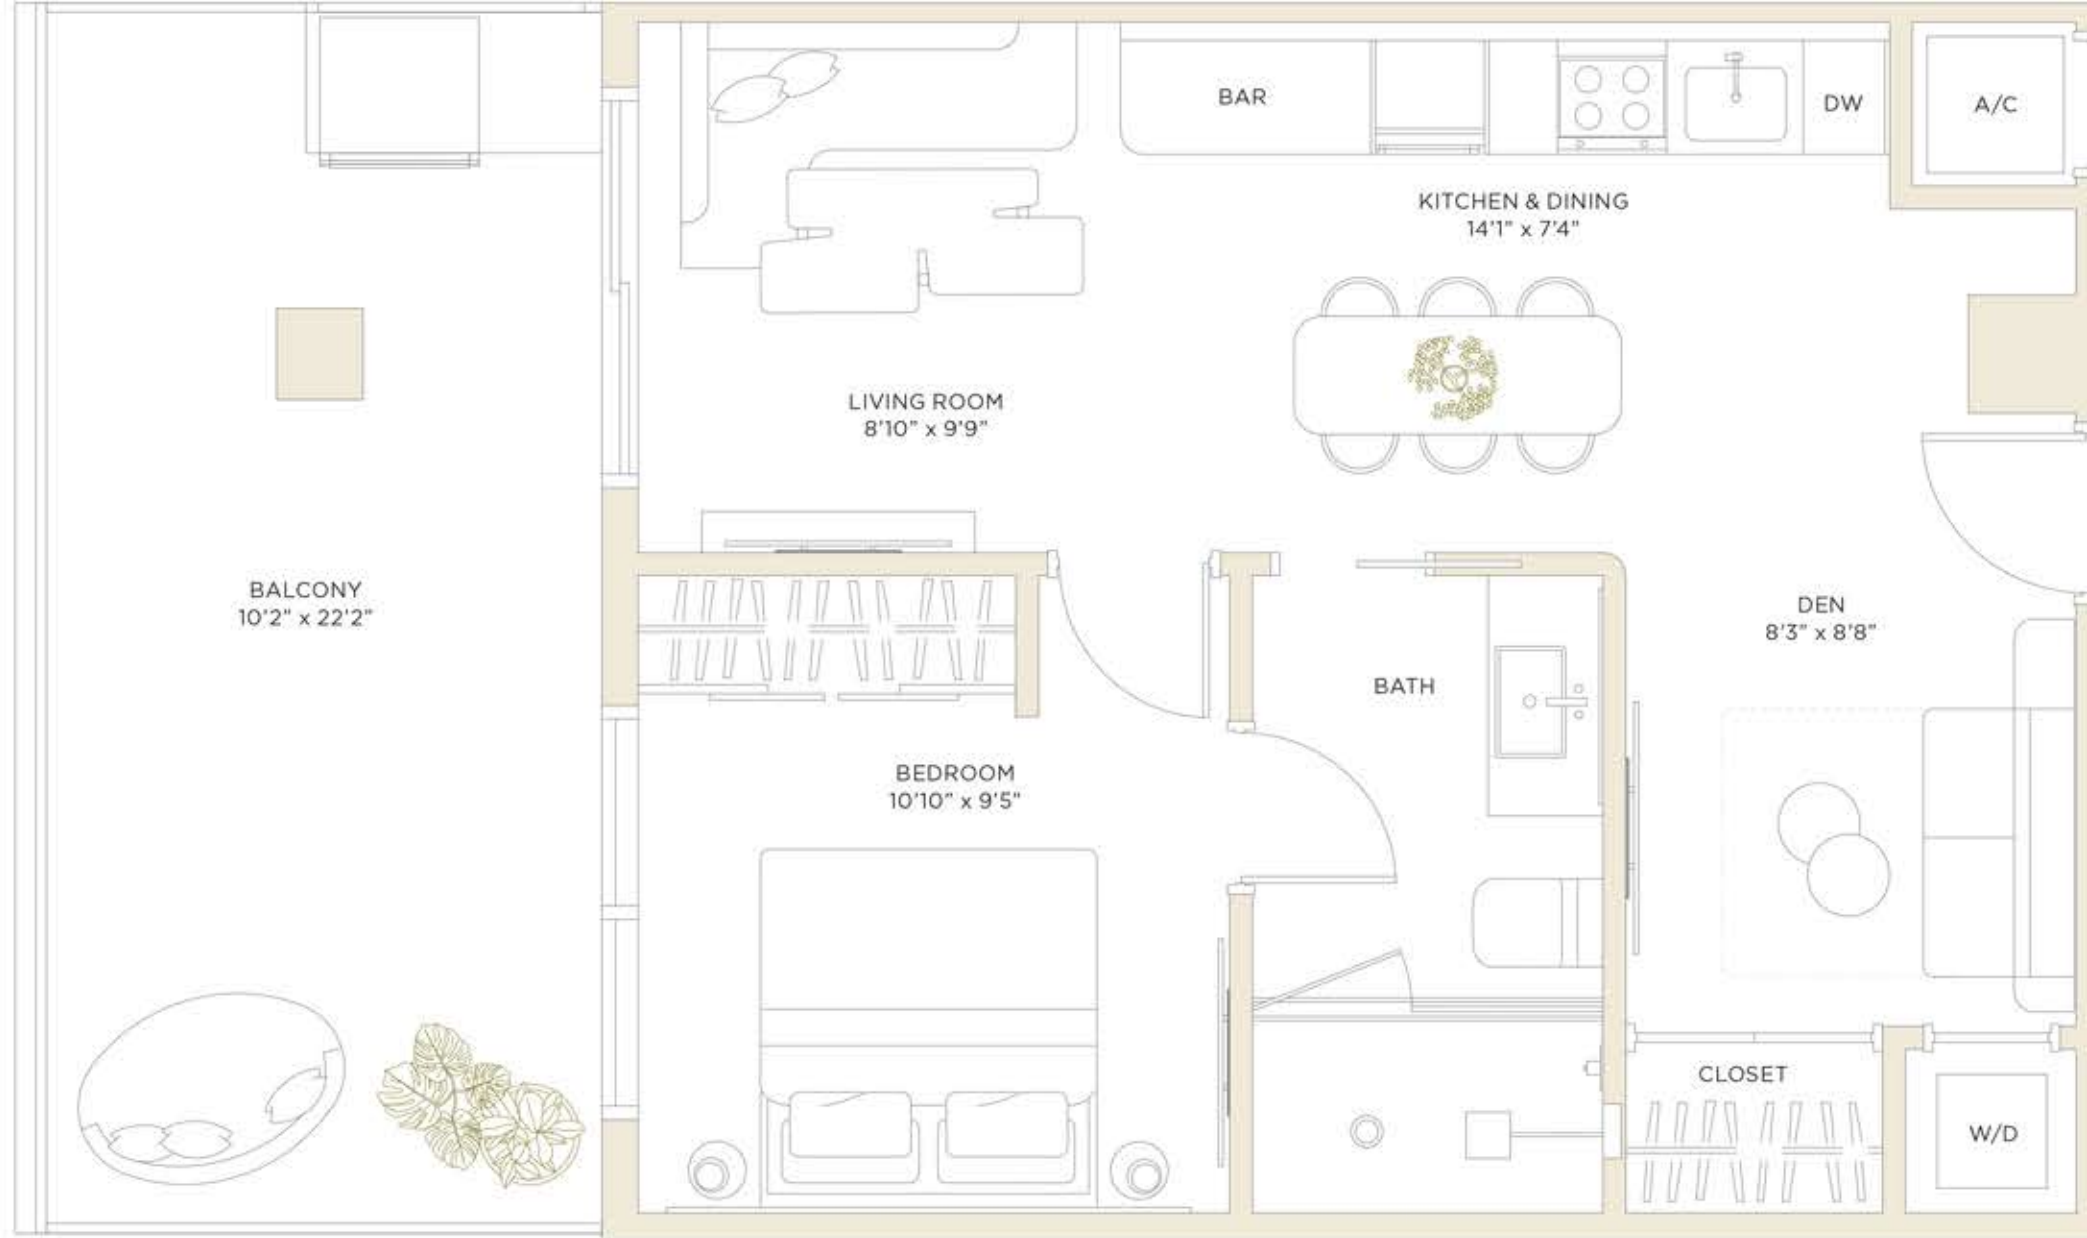 BAR
DW
A/C
KITCHEN & DINING
14'1" x 7'4"
LIVING ROOM
8'10" x 9'9"
BALCONY
10'2" x 22'2"
DEN
8'3" x 8'8"
BATH
BEDROOM
10'10" x 9'5"
CLOSET
W/D